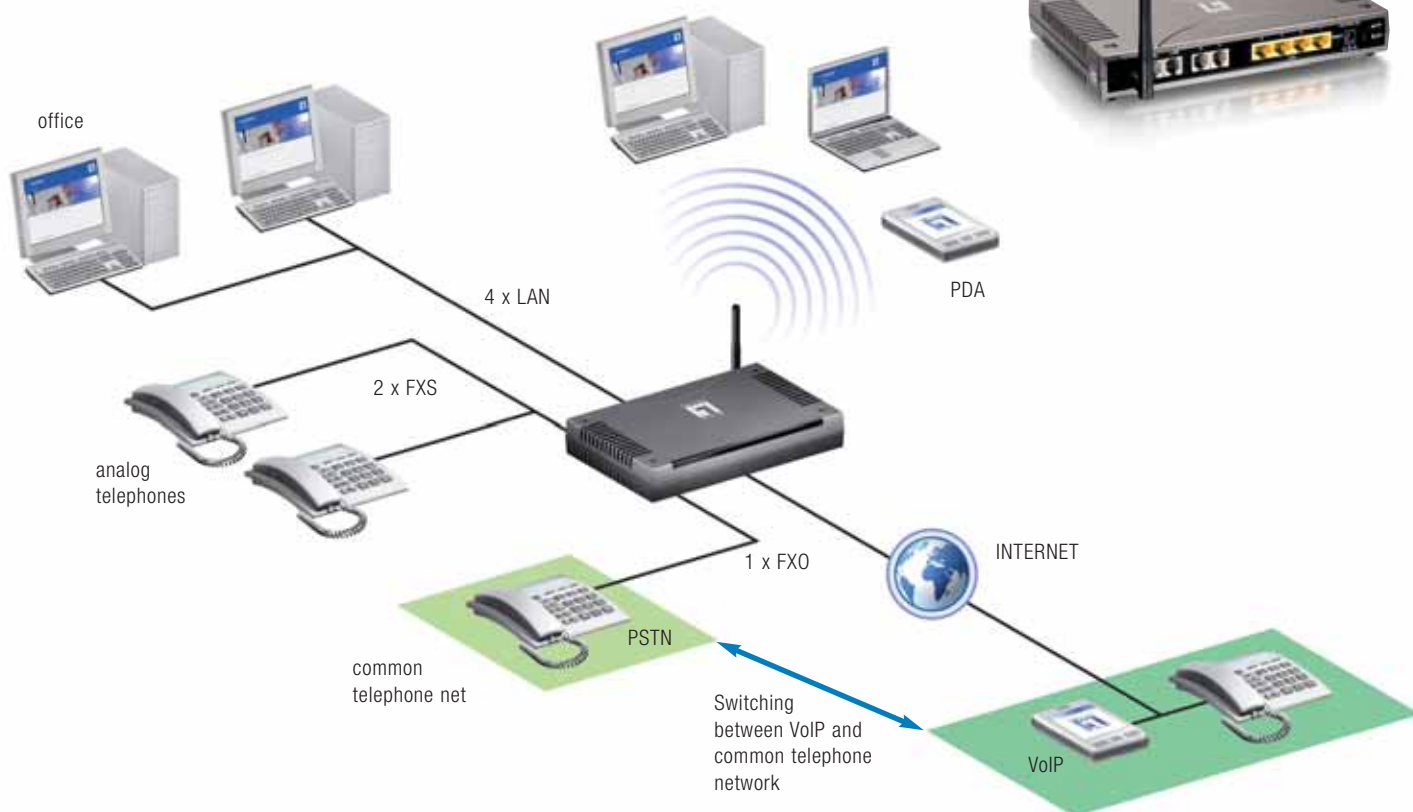 office
PDA
4 x LAN
2 x FXS
analog
telephones
1 x FXO
INTERNET
PSTN
common
telephone net
Switching
between VoIP and
common telephone
network
VoIP